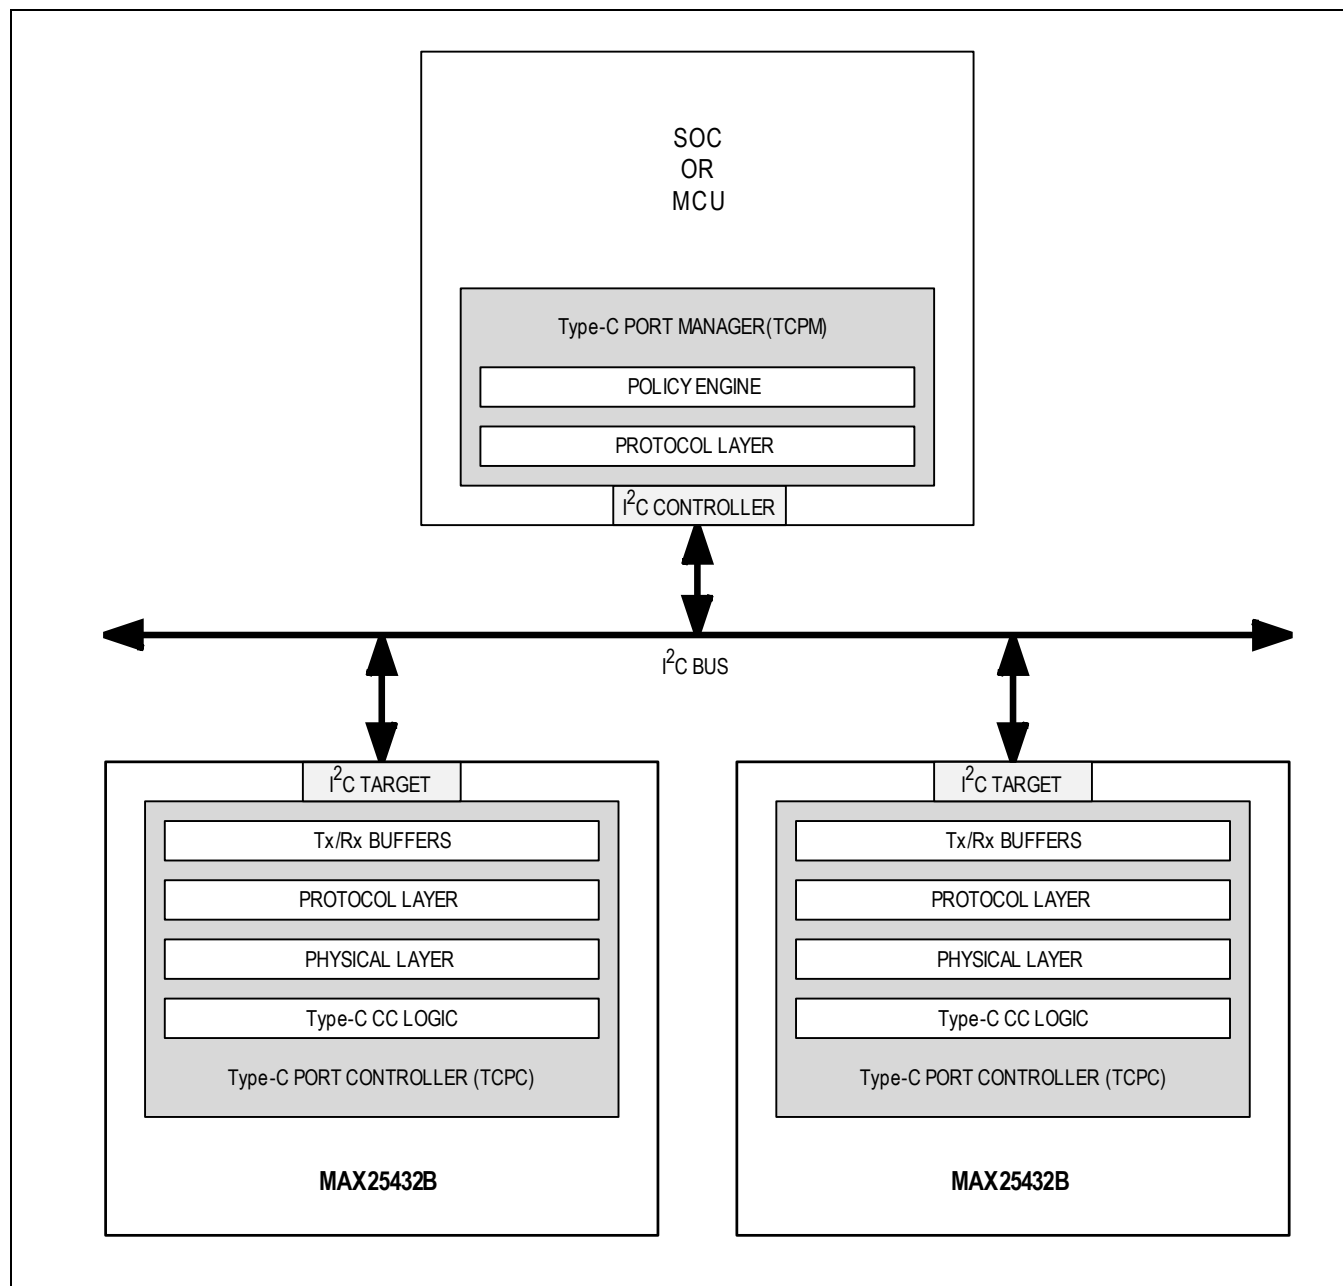 SOC
OR
MCU
Type-C PORT MANAGER(TCPM)
POLICY ENGINE
PROTOCOL LAYER
I²C CONTROLLER
I²C BUS
I²C TARGET
Tx/Rx BUFFERS
PROTOCOL LAYER
PHYSICAL LAYER
Type-C CC LOGIC
Type-C PORT CONTROLLER (TCPC)
MAX25432B
I²C TARGET
Tx/Rx BUFFERS
PROTOCOL LAYER
PHYSICAL LAYER
Type-C CC LOGIC
Type-C PORT CONTROLLER (TCPC)
MAX25432B